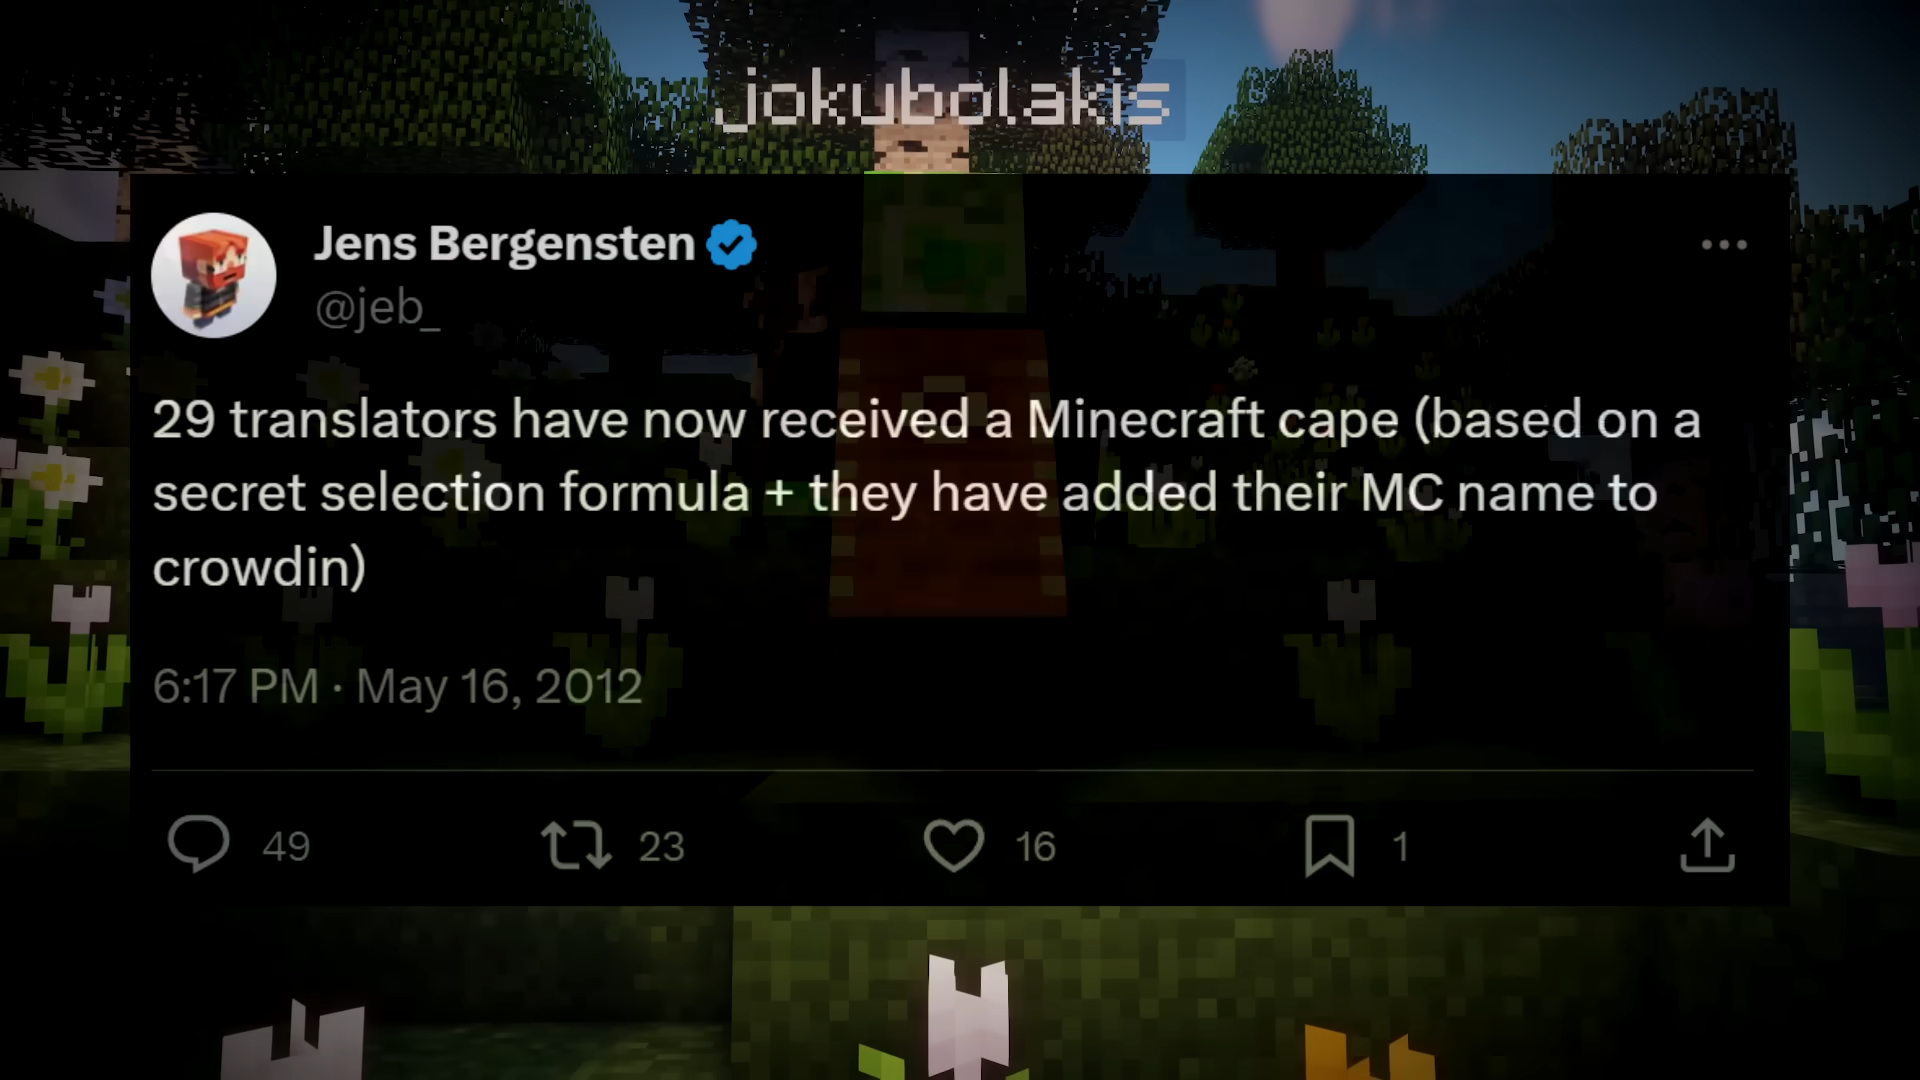 jokubolakis
Jens Bergensten
@jeb_
29 translators have now received a Minecraft cape (based on a
secret selection formula + they have added their MC name to
crowdin)
6:17 PM · May 16, 2012
49 23 16 1